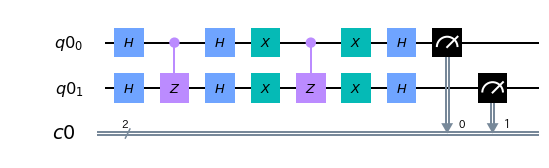 q0₀ H H X X H
q0₁ H Z H X Z X H
c0 2 0 1